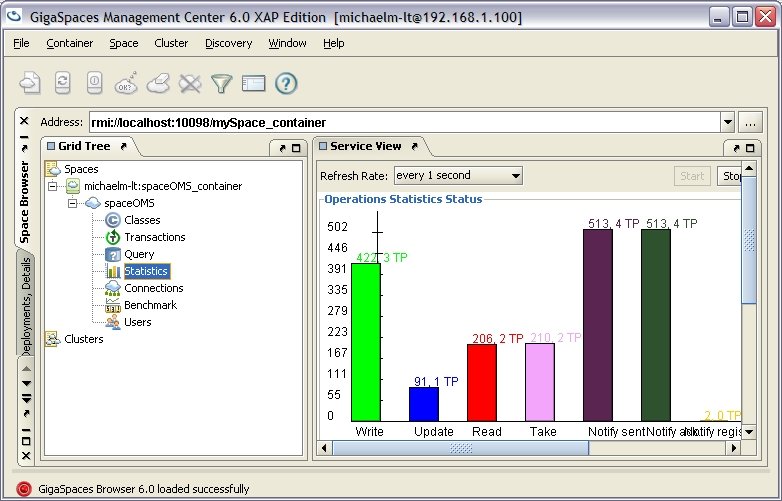 GigaSpaces Management Center 6.0 XAP Edition [michaelm-lt@192.168.1.100]
File Container Space Cluster Discovery Window Help
OK?
Address: rmi://localhost:10098/mySpace_container ...
Space Browser
Deployments, Details
Grid Tree
Spaces
michaelm-lt:spaceOMS_container
spaceOMS
Classes
Transactions
Query
Statistics
Connections
Benchmark
Users
Clusters
Service View
Refresh Rate: every 1 second Start Stop
Operations Statistics Status
502
446
391
335
279
223
167
111
55
0
422, 3 TP
91, 1 TP
206, 2 TP
210, 2 TP
513, 4 TP
513, 4 TP
2, 0 TP
Write Update Read Take Notify sent Notify ack. Notify regis
GigaSpaces Browser 6.0 loaded successfully